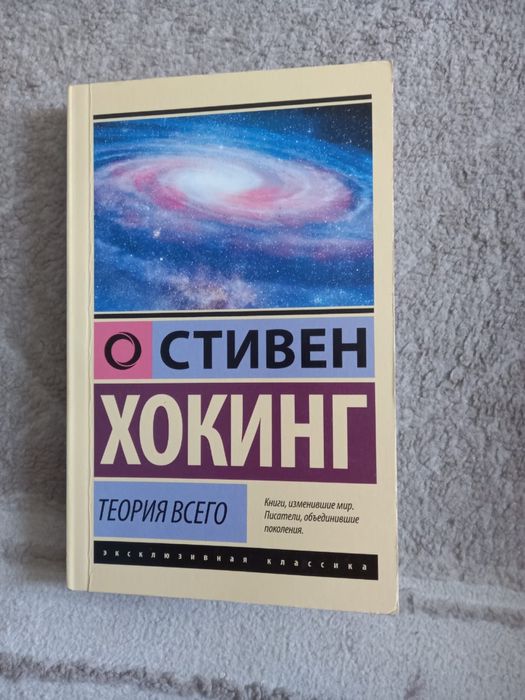 СТИВЕН
ХОКИНГ
ТЕОРИЯ ВСЕГО
Книги, изменившие мир.
Писатели, объединившие
поколения.
эксклюзивная классика